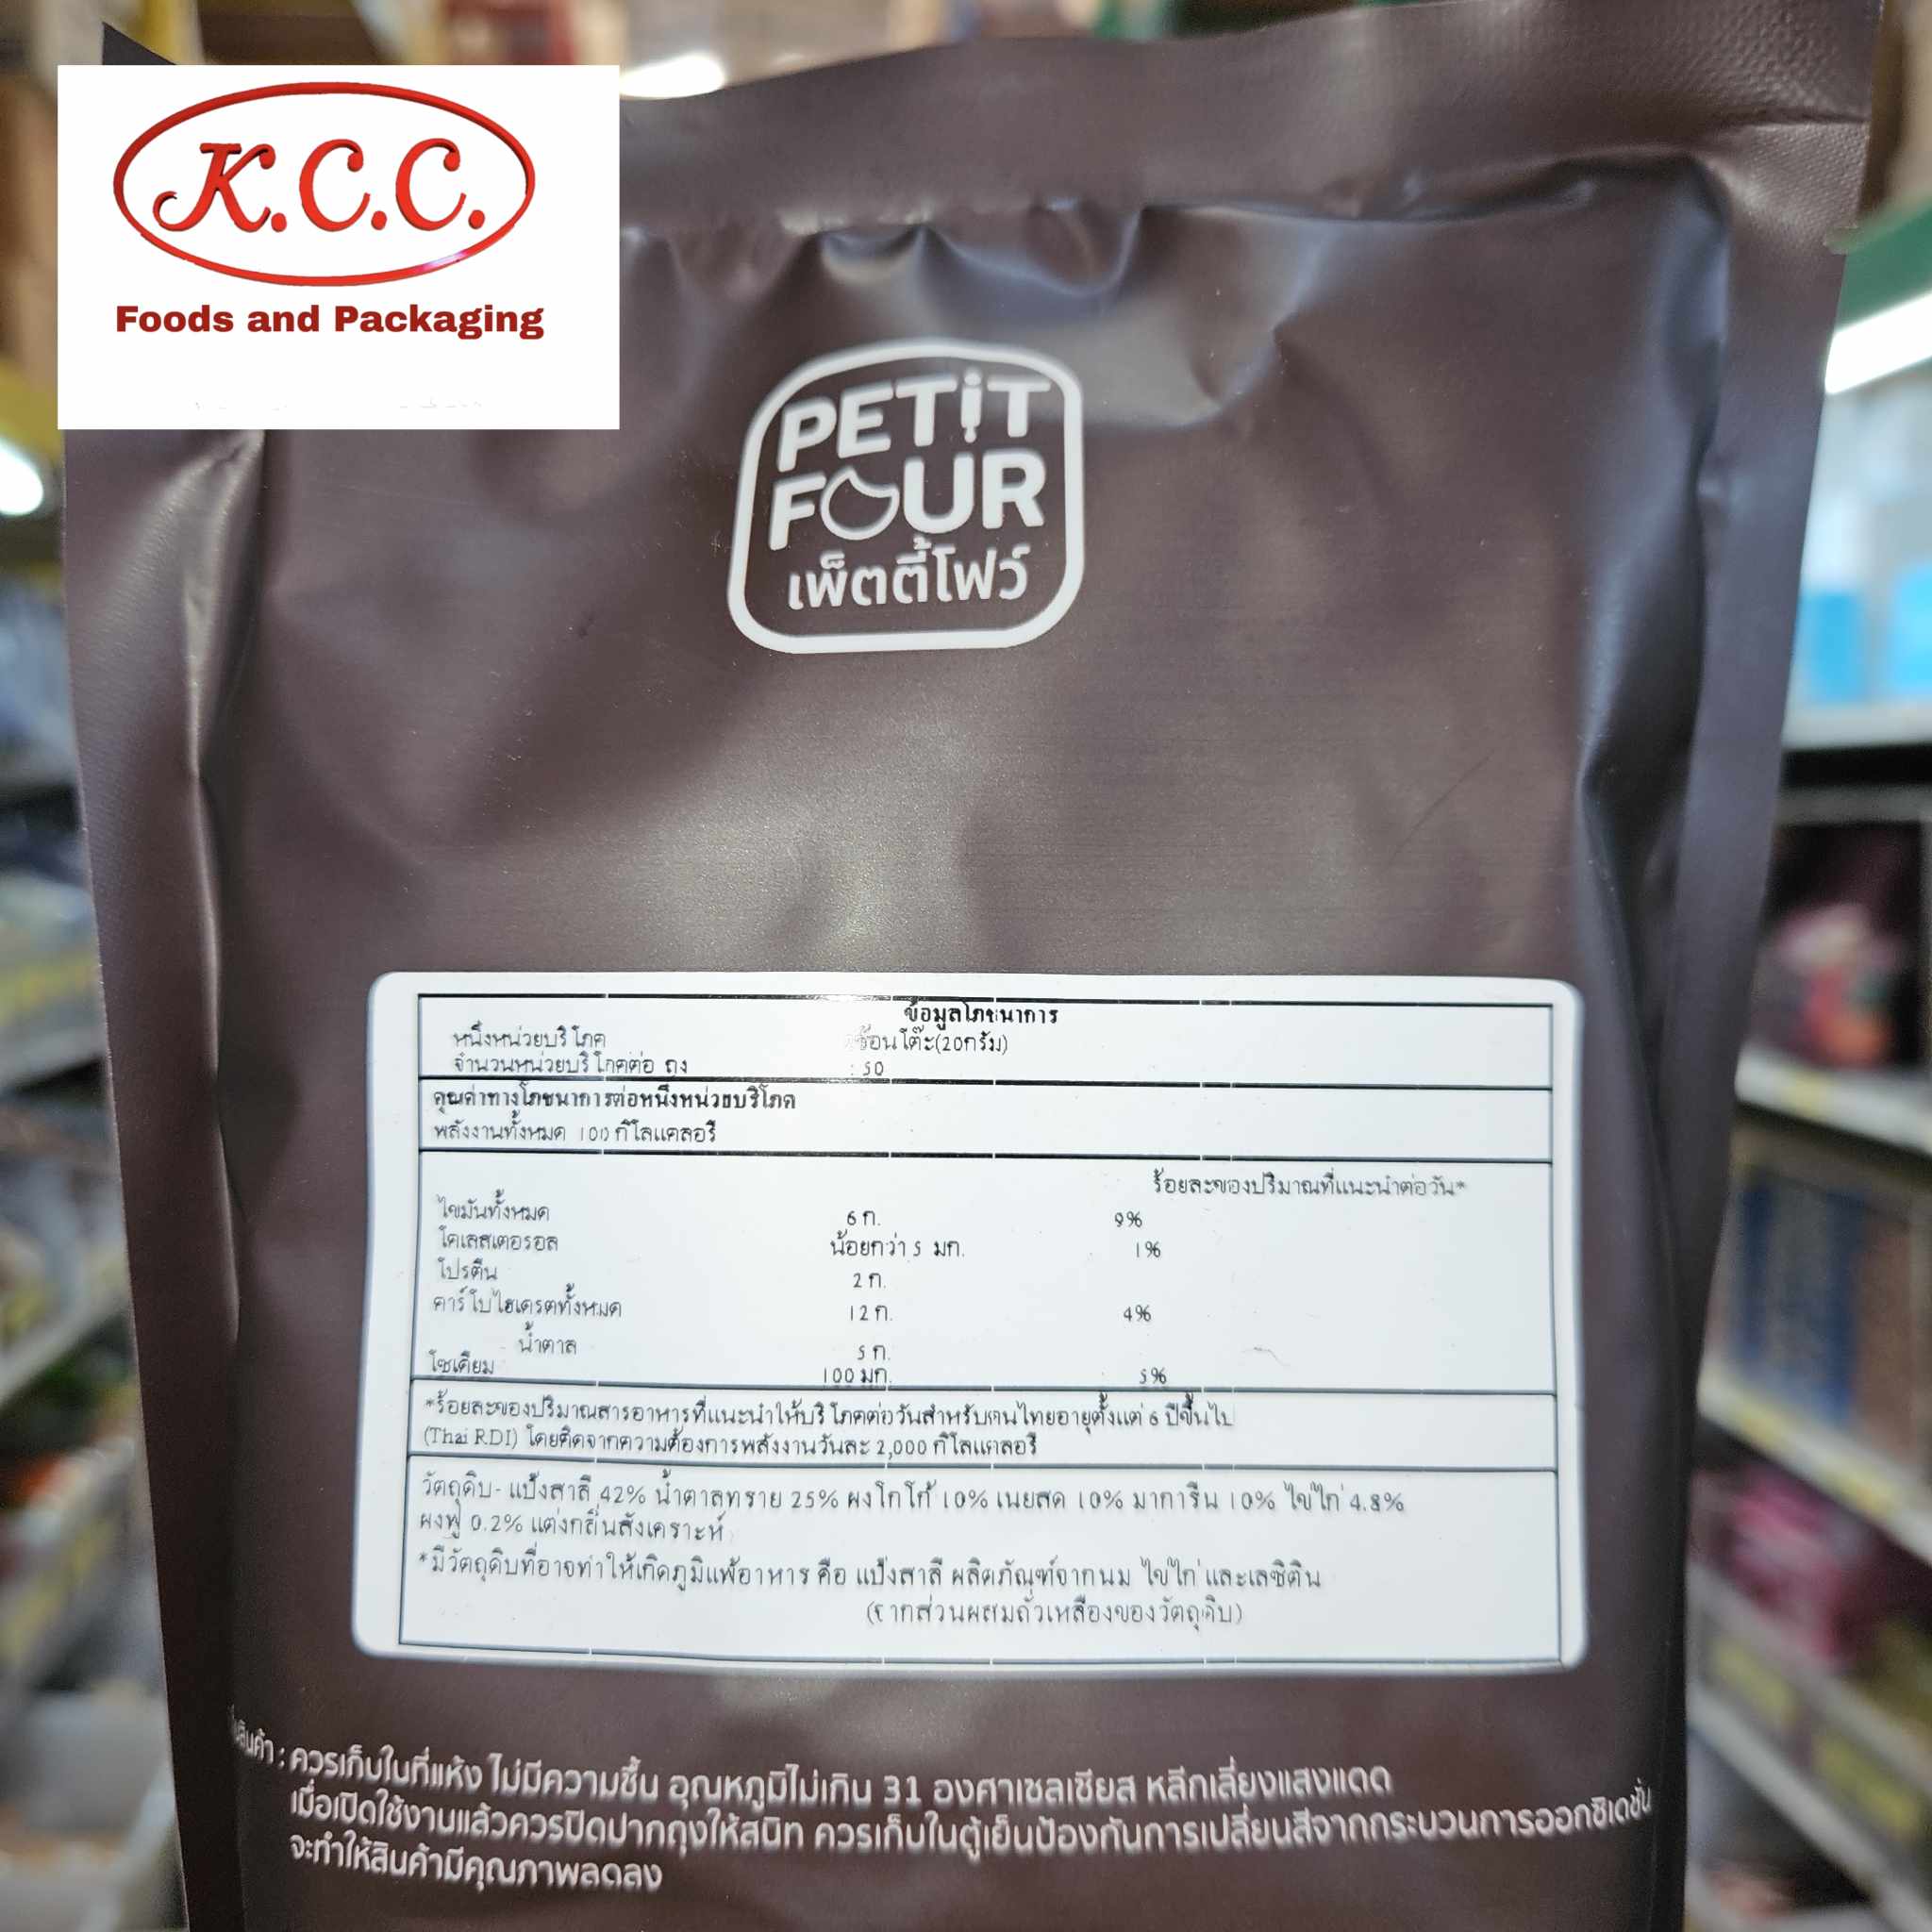 K.C.C.
Foods and Packaging
PETiT
FOUR
เพ็ตตี้โฟว์
ข้อมูลโภชนาการ
หนึ่งหน่วยบริโภค ช้อนโต๊ะ(20กรัม)
จำนวนหน่วยบริโภคต่อ ถุง : 50
คุณค่าทางโภชนาการต่อหนึ่งหน่วยบริโภค
พลังงานทั้งหมด 100 กิโลแคลอรี
ร้อยละของปริมาณที่แนะนำต่อวัน*
ไขมันทั้งหมด 6 ก. 9%
โคเลสเตอรอล น้อยกว่า 5 มก. 1%
โปรตีน 2 ก.
คาร์โบไฮเดรตทั้งหมด 12 ก. 4%
น้ำตาล 5 ก.
โซเดียม 100 มก. 5%
*ร้อยละของปริมาณสารอาหารที่แนะนำให้บริโภคต่อวันสำหรับคนไทยอายุตั้งแต่ 6 ปีขึ้นไป
(Thai RDI) โดยคิดจากความต้องการพลังงานวันละ 2,000 กิโลแคลอรี
วัตถุดิบ- แป้งสาลี 42% น้ำตาลทราย 25% ผงโกโก้ 10% เนยสด 10% มาการีน 10% ไข่ไก่ 4.8%
ผงฟู 0.2% แต่งกลิ่นสังเคราะห์
*มีวัตถุดิบที่อาจทำให้เกิดภูมิแพ้อาหาร คือ แป้งสาลี ผลิตภัณฑ์จากนม ไข่ไก่ และเลซิติน
(จากส่วนผสมถั่วเหลืองของวัตถุดิบ)
สินค้า : ควรเก็บในที่แห้ง ไม่มีความชื้น อุณหภูมิไม่เกิน 31 องศาเซลเซียส หลีกเลี่ยงแสงแดด
เมื่อเปิดใช้งานแล้วควรปิดปากถุงให้สนิท ควรเก็บในตู้เย็นป้องกันการเปลี่ยนสีจากกระบวนการออกซิเดชั่น
จะทำให้สินค้ามีคุณภาพลดลง